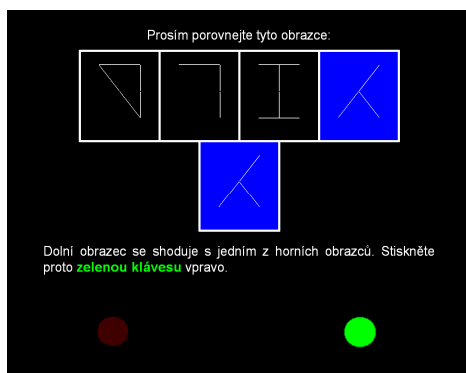 Prosím porovnejte tyto obrazce:
Dolní obrazec se shoduje s jedním z horních obrazců. Stiskněte
proto zelenou klávesu vpravo.